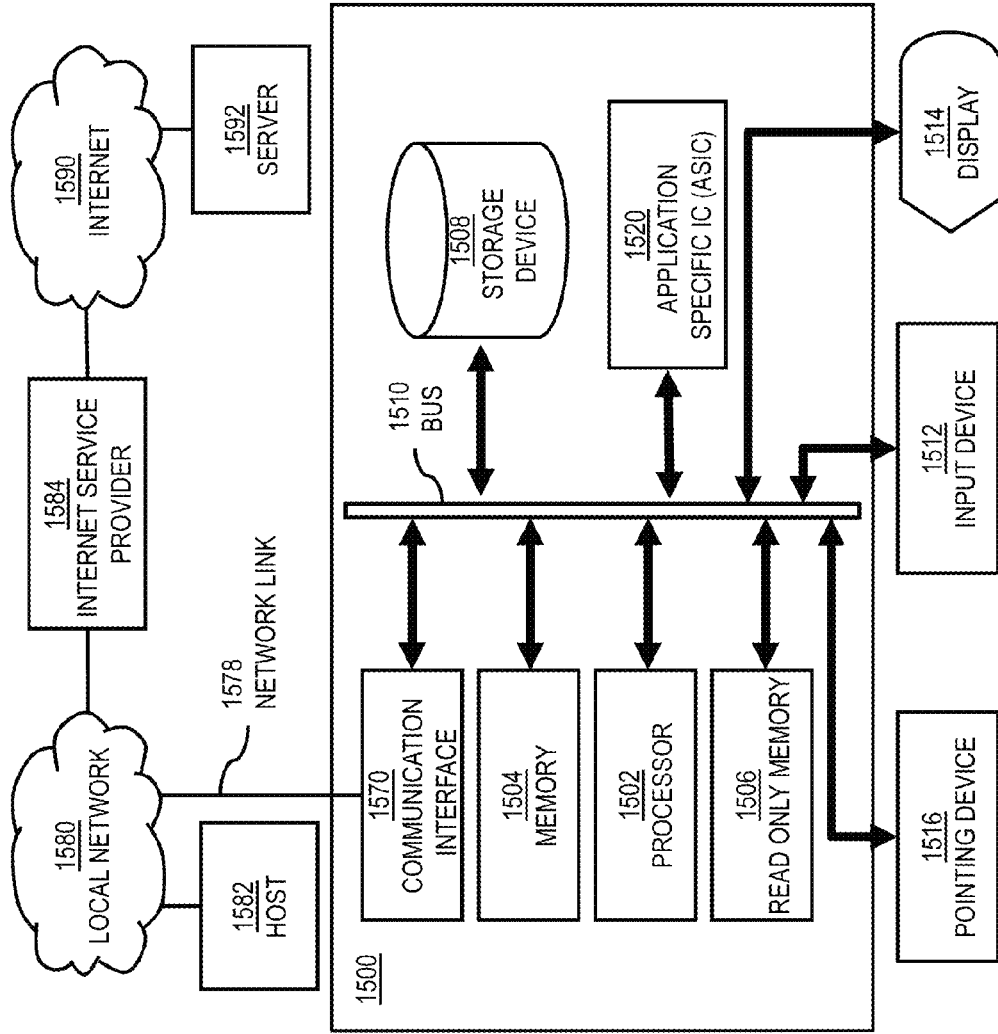 1580
LOCAL NETWORK
1582
HOST
1578
NETWORK LINK
1584
INTERNET SERVICE
PROVIDER
1590
INTERNET
1592
SERVER
1500
1570
COMMUNICATION
INTERFACE
1504
MEMORY
1502
PROCESSOR
1506
READ ONLY MEMORY
1510
BUS
1508
STORAGE
DEVICE
1520
APPLICATION
SPECIFIC IC (ASIC)
1516
POINTING DEVICE
1512
INPUT DEVICE
1514
DISPLAY